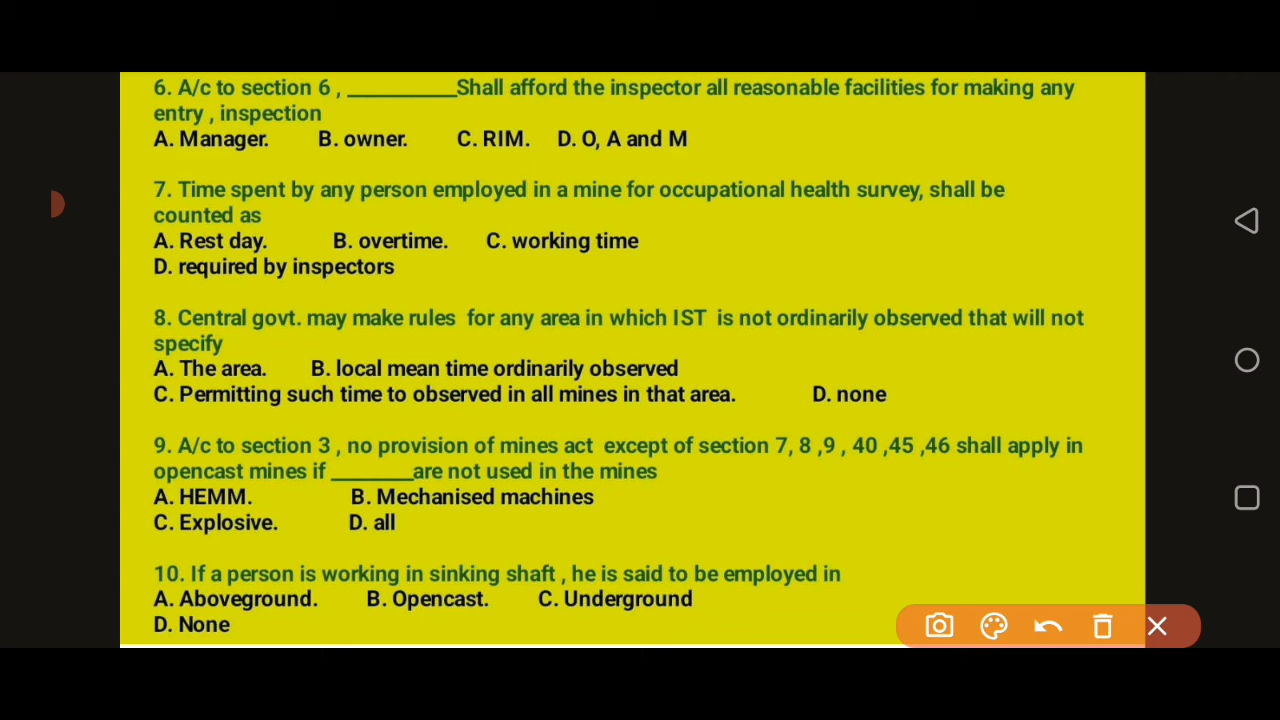 6. A/c to section 6 , __________Shall afford the inspector all reasonable facilities for making any
entry , inspection
A. Manager. B. owner. C. RIM. D. O, A and M
7. Time spent by any person employed in a mine for occupational health survey, shall be
counted as
A. Rest day. B. overtime. C. working time
D. required by inspectors
8. Central govt. may make rules for any area in which IST is not ordinarily observed that will not
specify
A. The area. B. local mean time ordinarily observed
C. Permitting such time to observed in all mines in that area. D. none
9. A/c to section 3 , no provision of mines act except of section 7, 8 ,9 , 40 ,45 ,46 shall apply in
opencast mines if _______are not used in the mines
A. HEMM. B. Mechanised machines
C. Explosive. D. all
10. If a person is working in sinking shaft , he is said to be employed in
A. Aboveground. B. Opencast. C. Underground
D. None